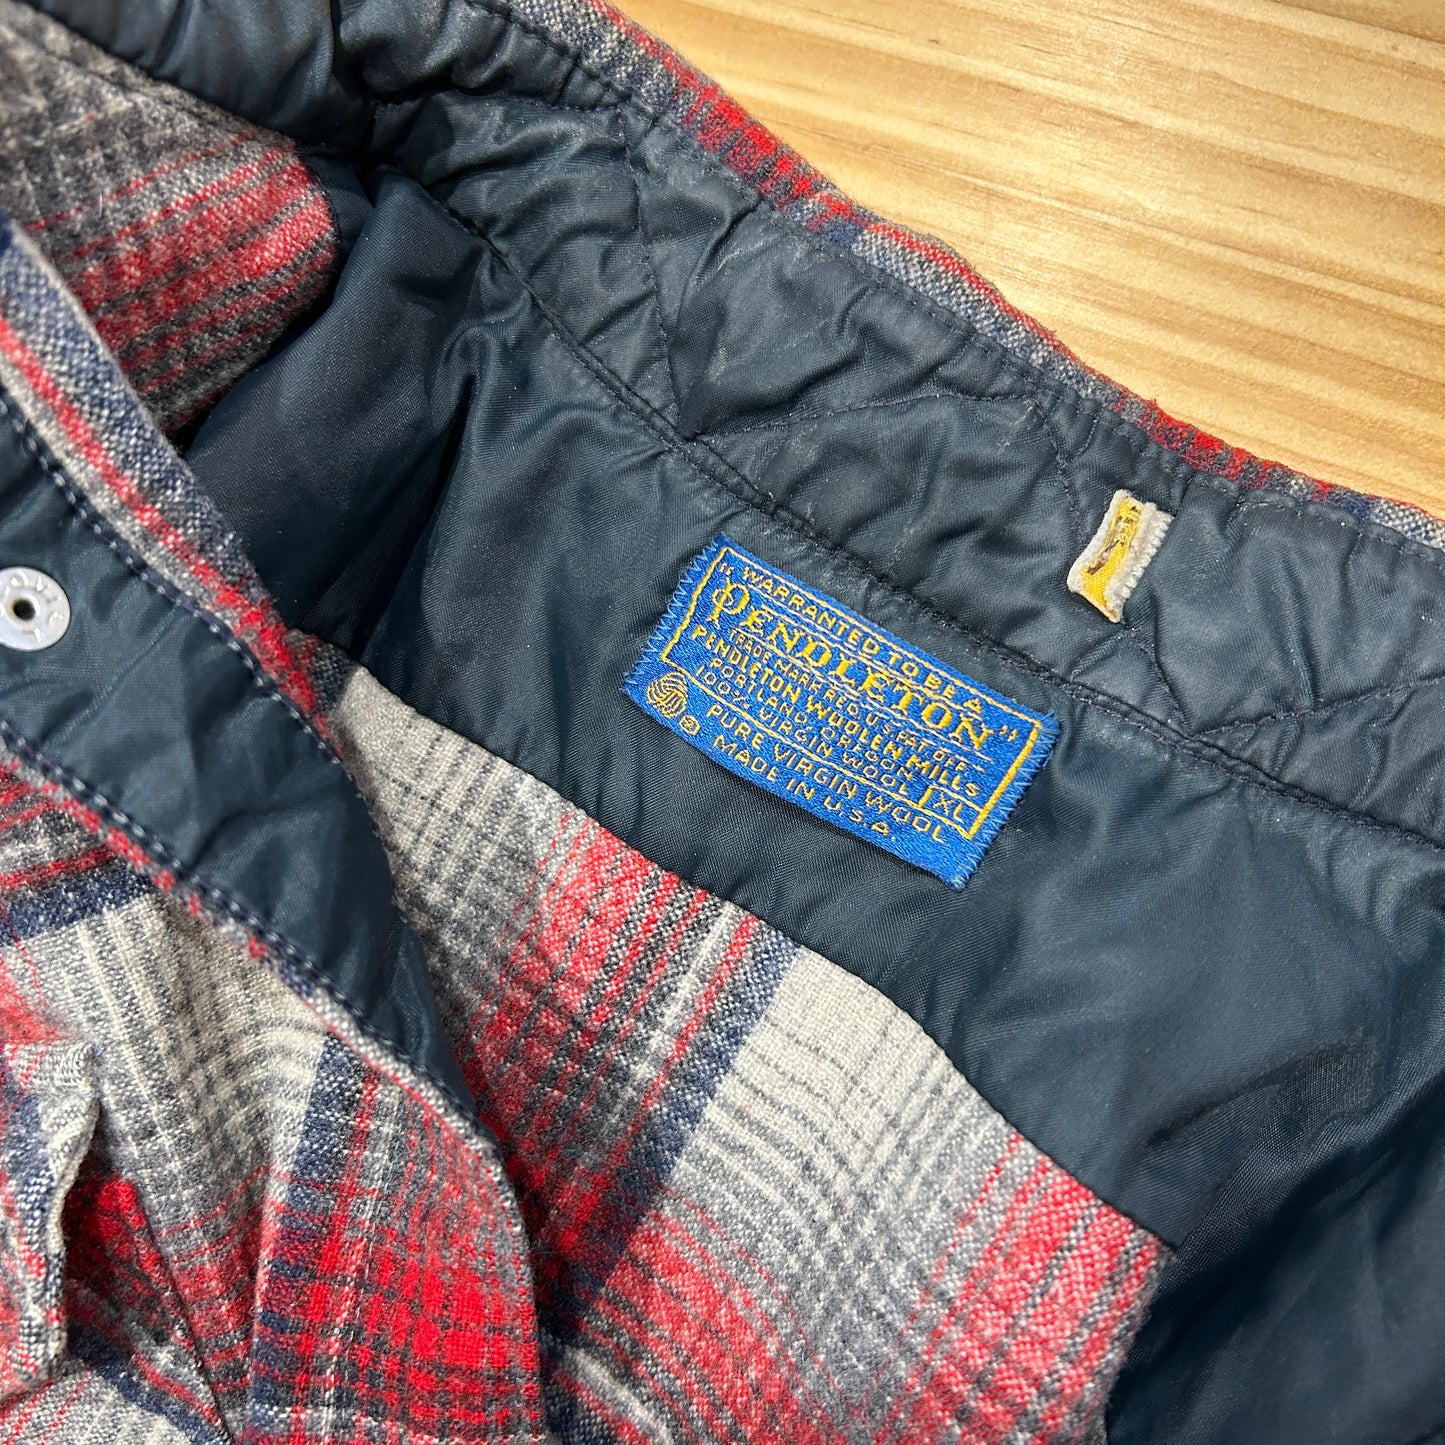 "WARRANTED TO BE A
PENDLETON"
TRADE MARK REG. U.S. PAT. OFF.
PENDLETON WOOLEN MILLS
PORTLAND, OREGON
100% VIRGIN WOOL XL
PURE VIRGIN WOOL
MADE IN U.S.A.